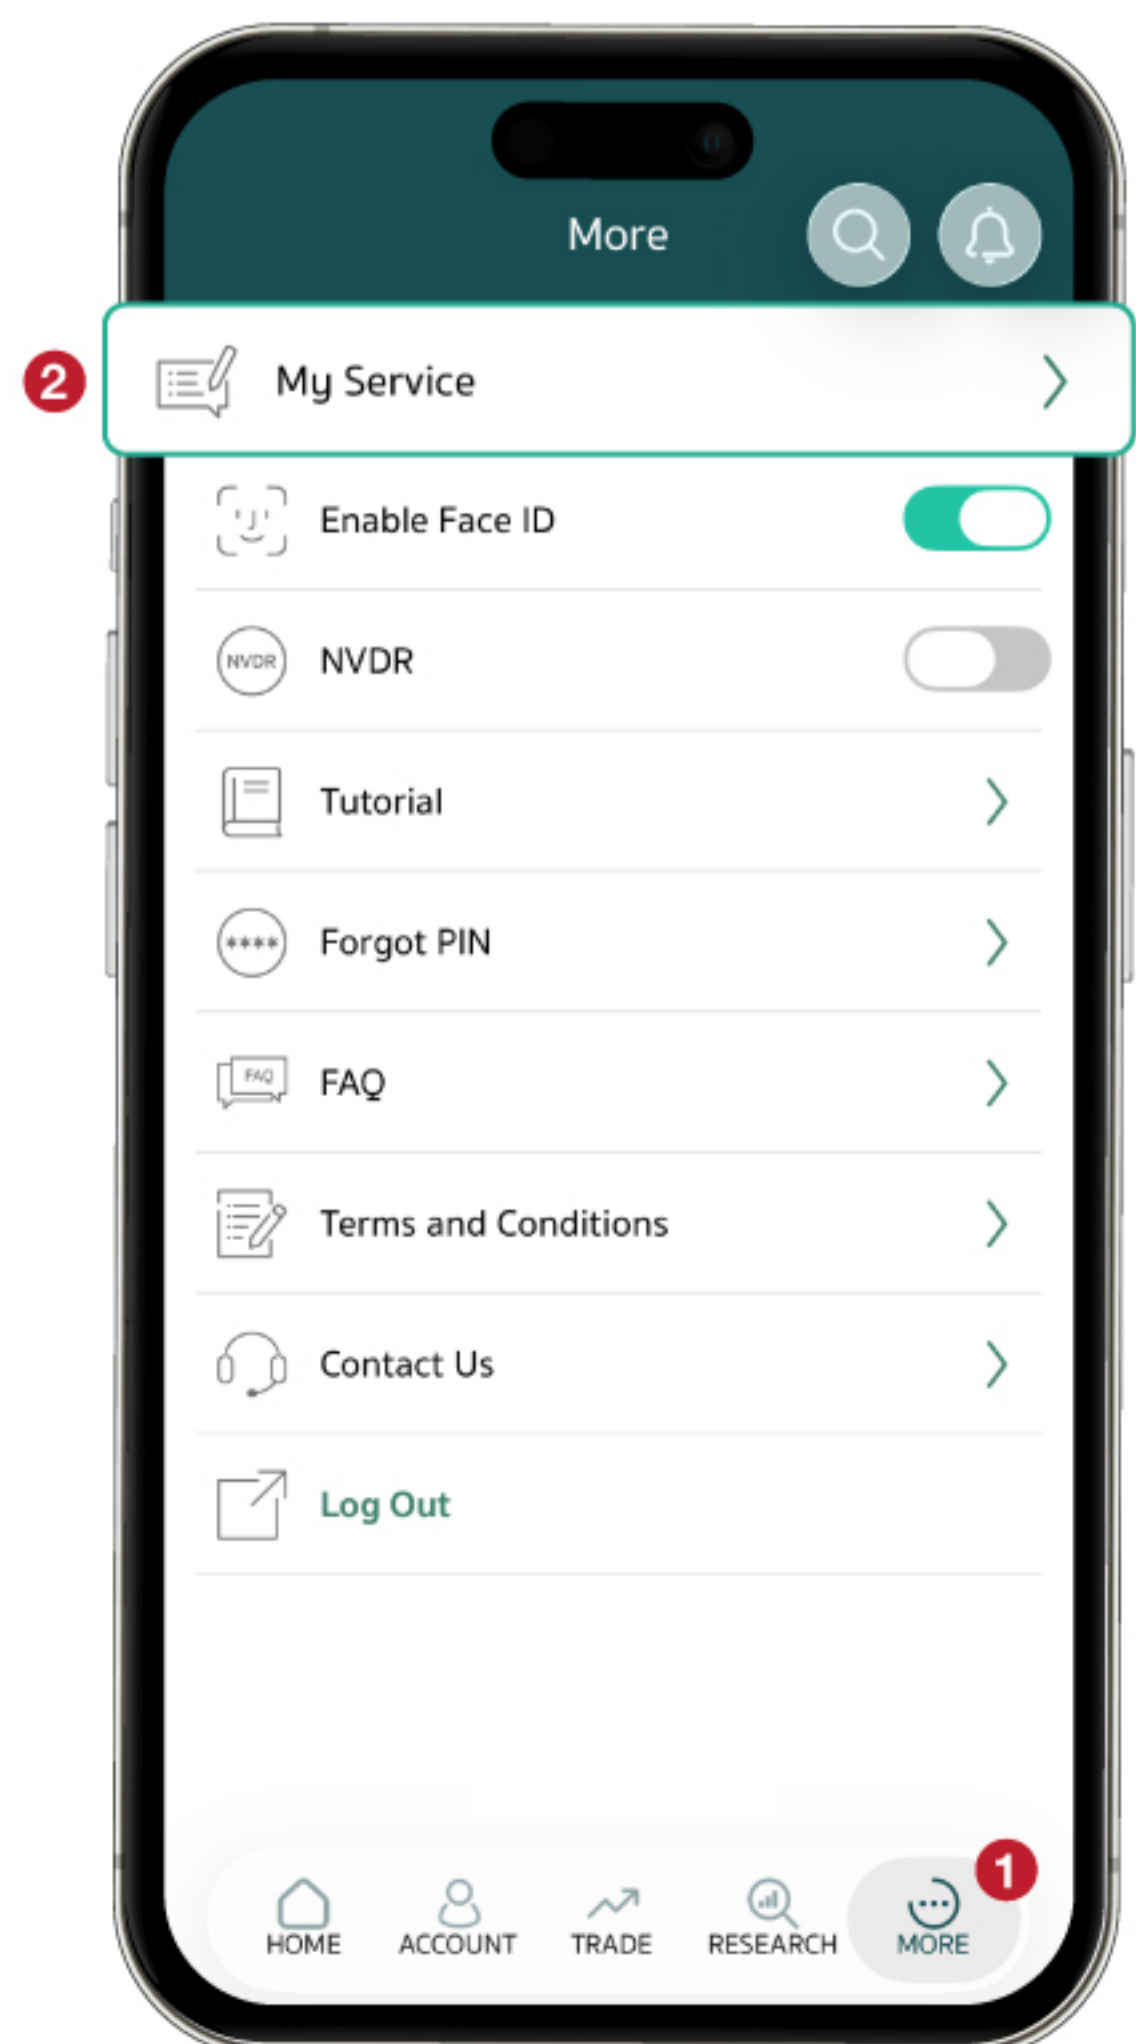 More
2
My Service
Enable Face ID
NVDR NVDR
Tutorial
**** Forgot PIN
FAQ FAQ
Terms and Conditions
Contact Us
Log Out
1
HOME ACCOUNT TRADE RESEARCH MORE